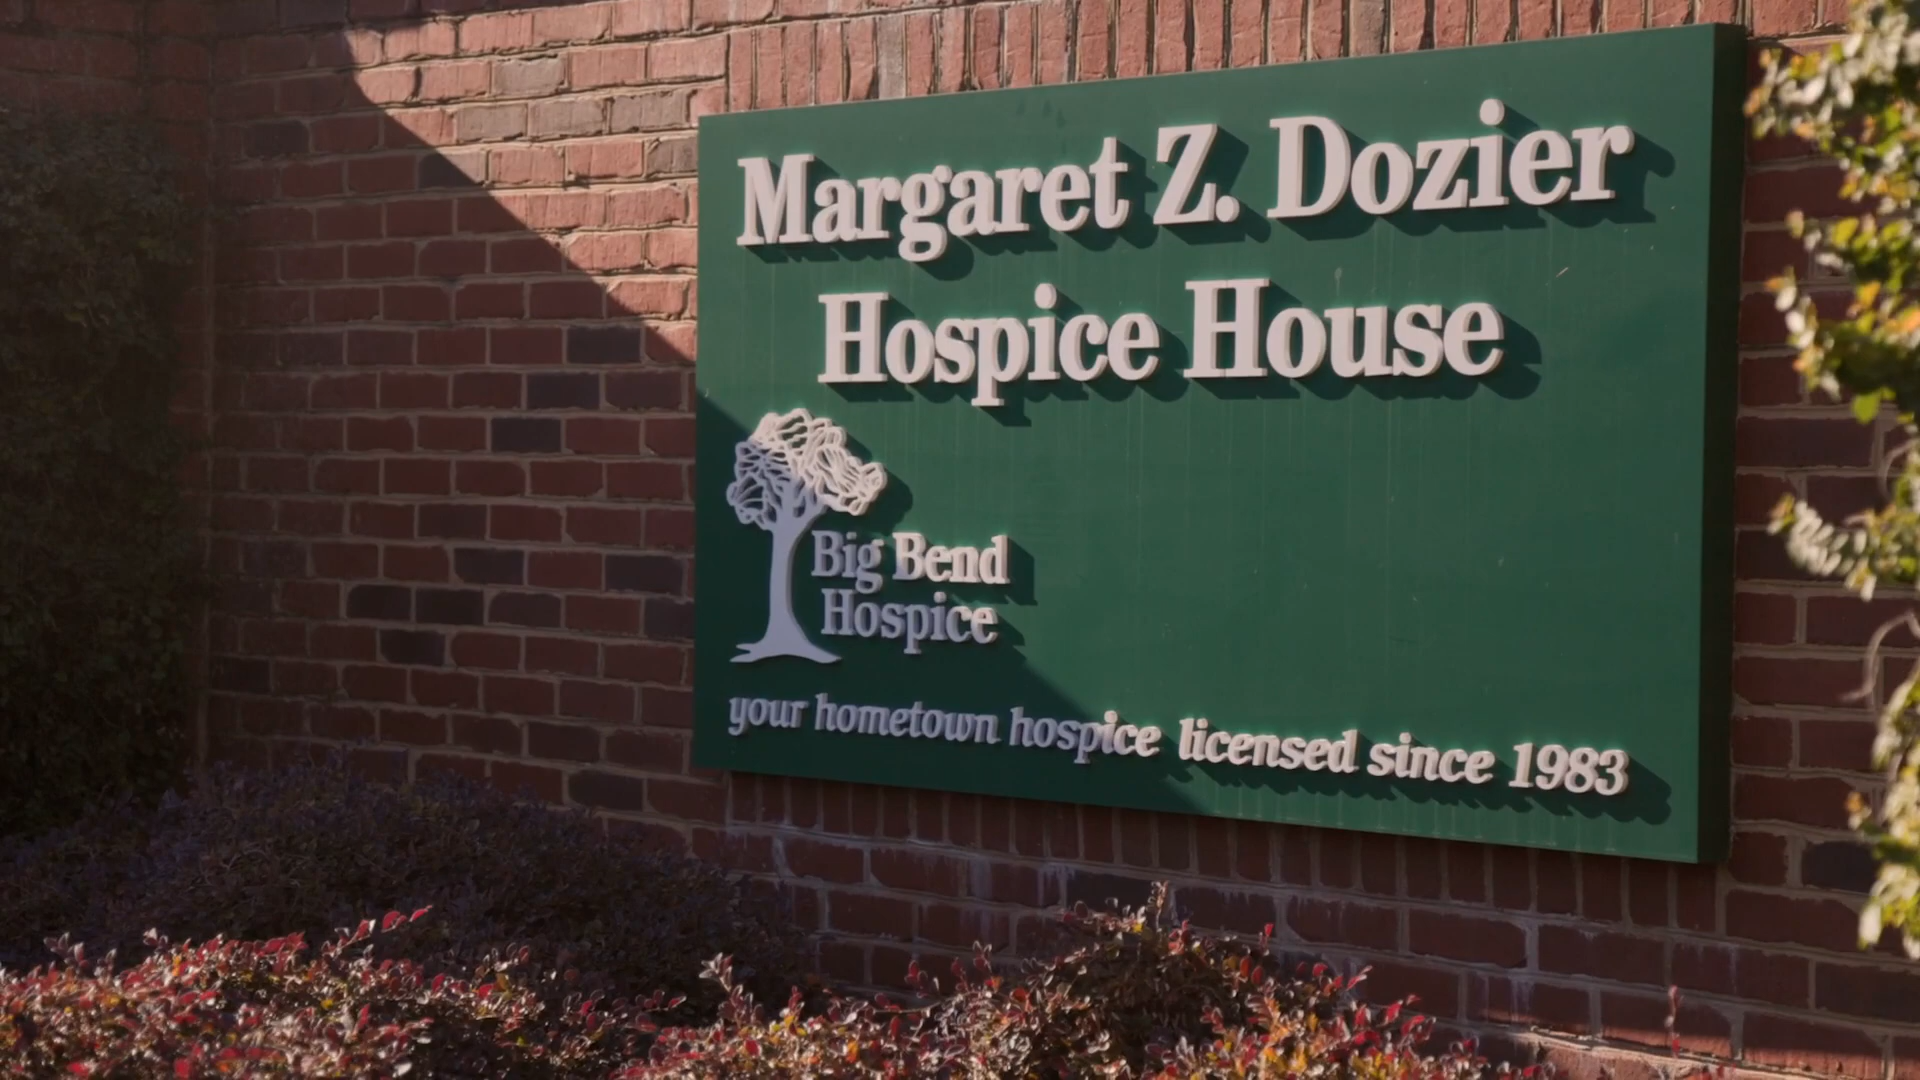 Margaret Z. Dozier
Hospice House
Big Bend
Hospice
your hometown hospice licensed since 1983